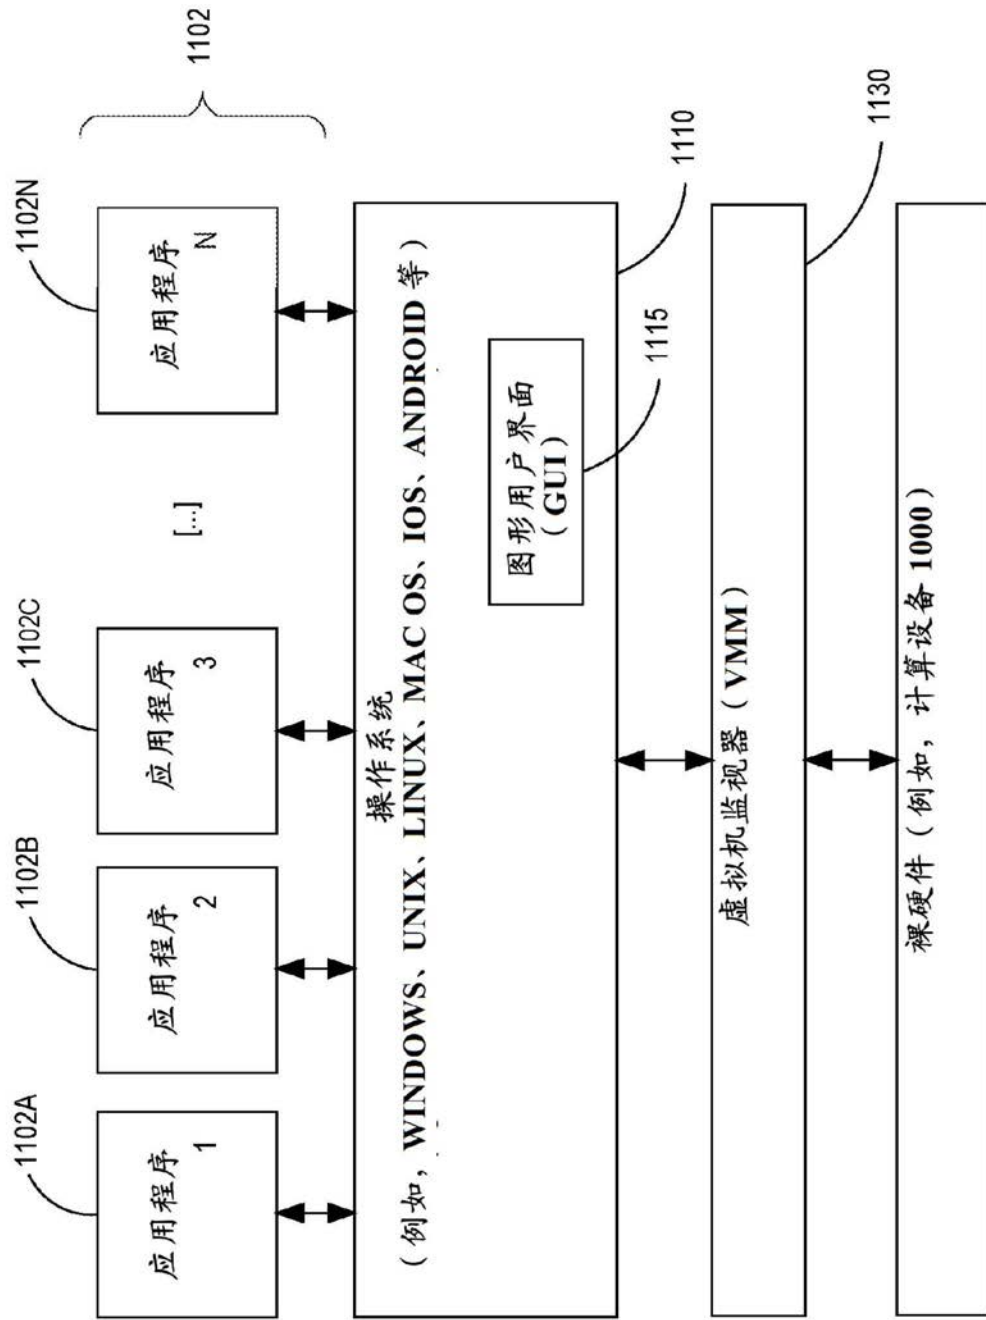 1102A
1102B
1102C
1102N
1102
应用程序
1
应用程序
2
应用程序
3
[...]
应用程序
N
操作系统
（例如，WINDOWS、UNIX、LINUX、MAC OS、IOS、ANDROID 等）
图形用户界面
（GUI）
1110
1115
虚拟机监视器（VMM）
1130
裸硬件（例如，计算设备 1000）